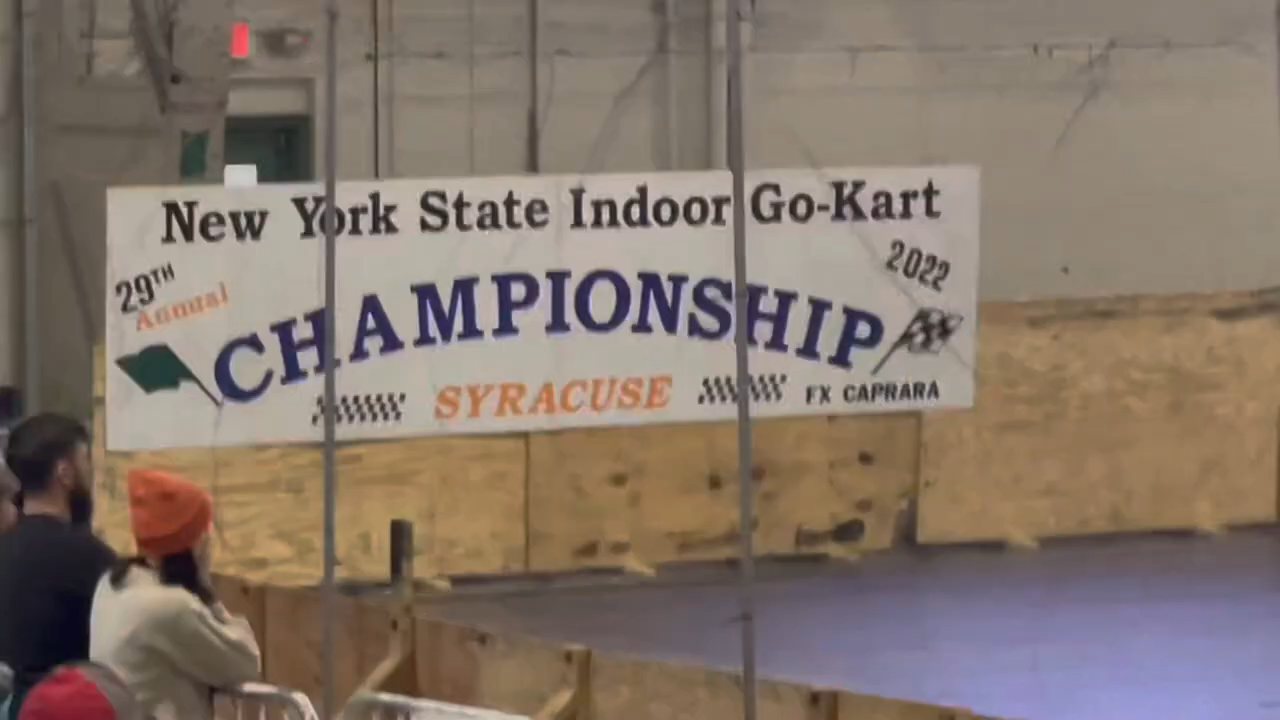 New York State Indoor Go-Kart
29TH
Annual
2022
CHAMPIONSHIP
SYRACUSE
FX CAPRARA